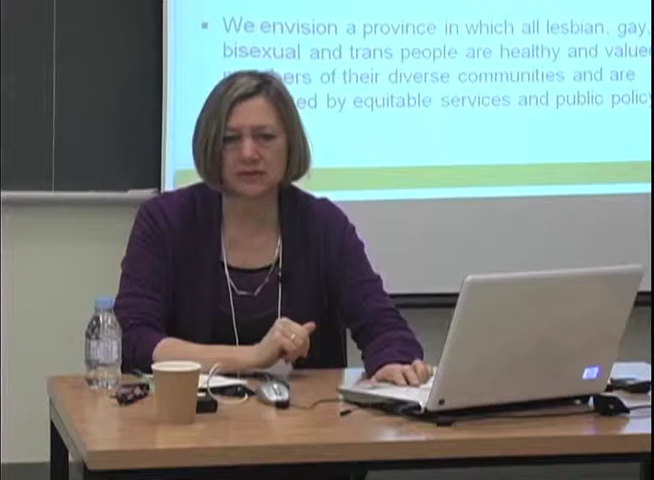 ▪ We envision a province in which all lesbian. gay,
bisexual and trans people are healthy and value
of their diverse communities and are
by equitable services and public policy